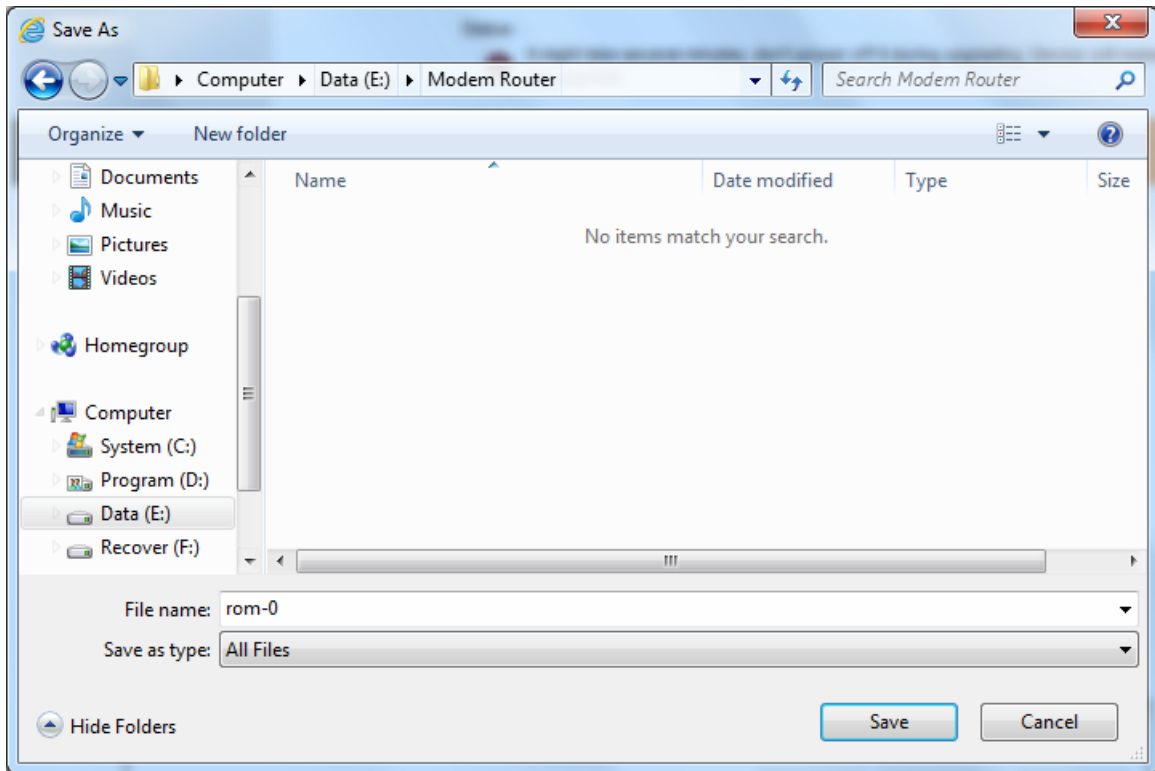 Save As
Computer Data (E:) Modem Router
Search Modem Router
Organize New folder
Name Date modified Type Size
No items match your search.
Documents
Music
Pictures
Videos
Homegroup
Computer
System (C:)
Program (D:)
Data (E:)
Recover (F:)
File name: rom-0
Save as type: All Files
Hide Folders Save Cancel